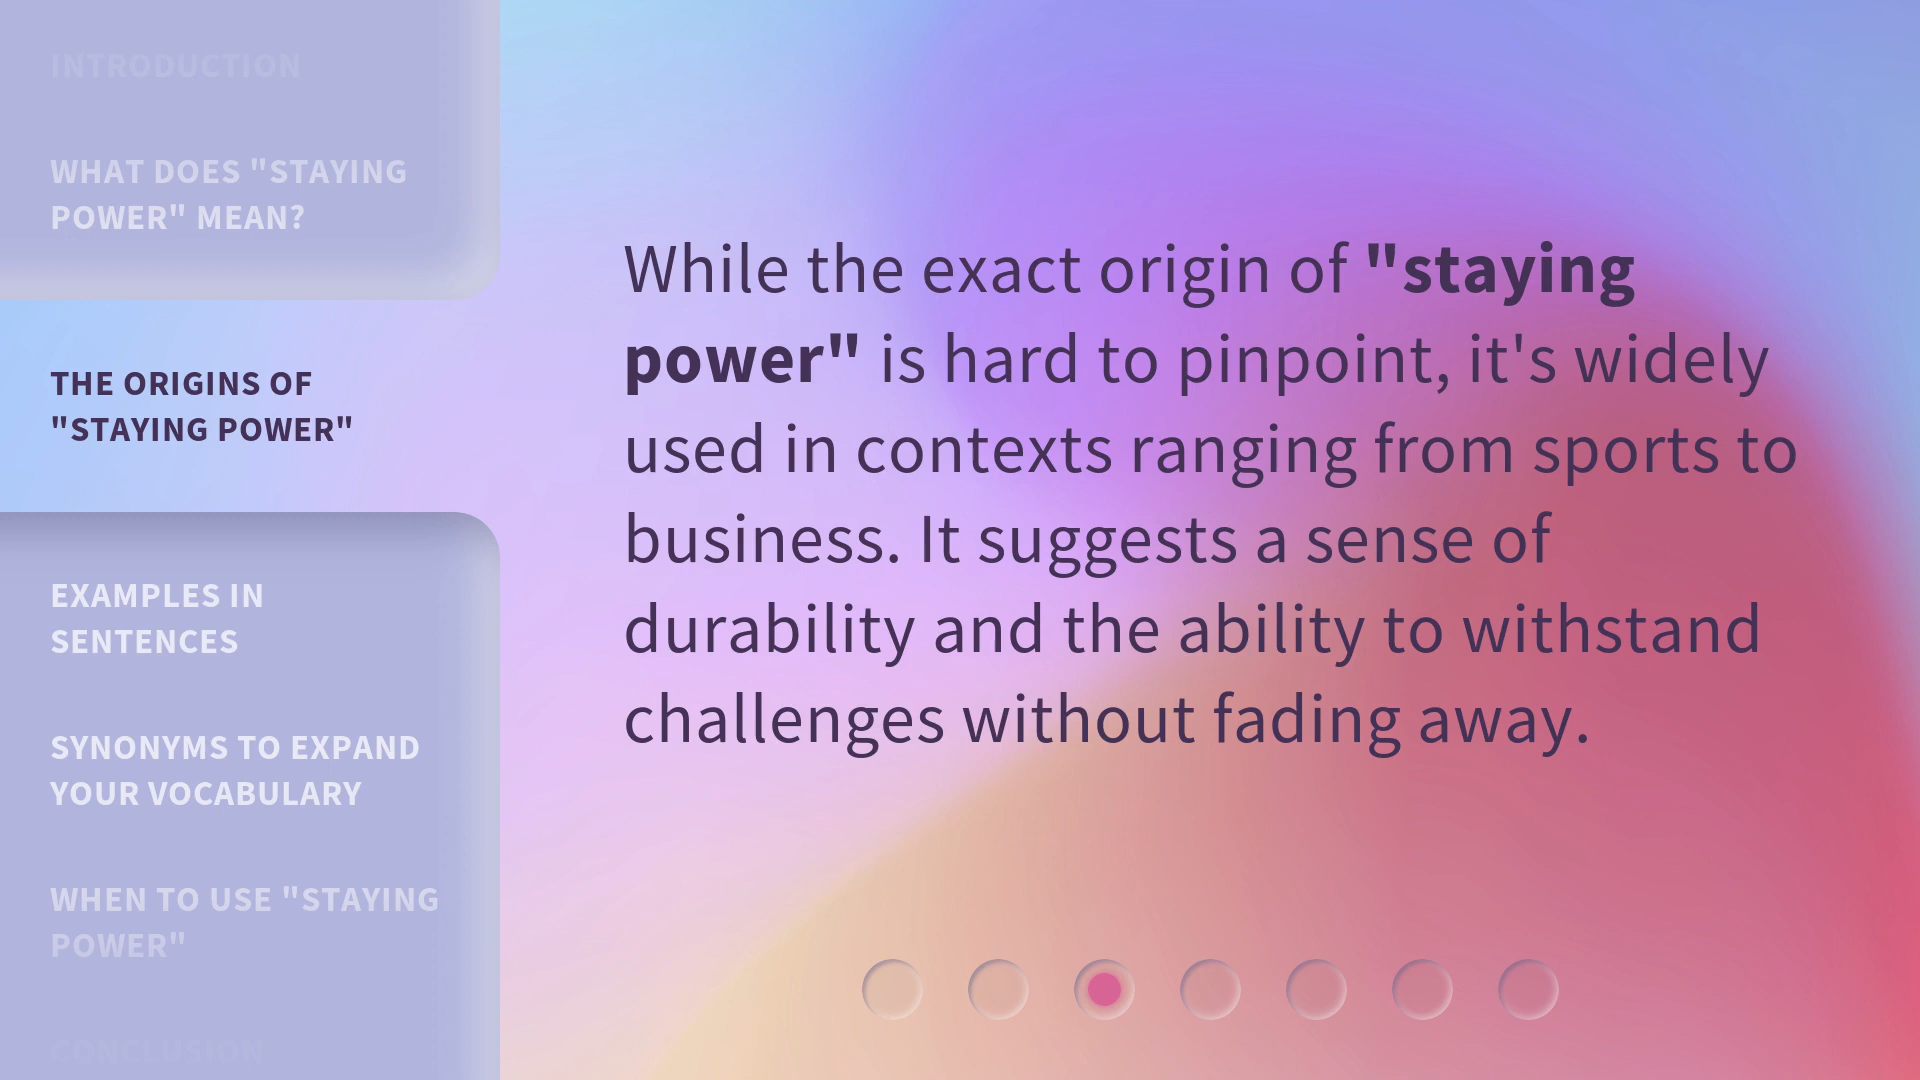 INTRODUCTION
WHAT DOES "STAYING
POWER" MEAN?
THE ORIGINS OF
"STAYING POWER"
EXAMPLES IN
SENTENCES
SYNONYMS TO EXPAND
YOUR VOCABULARY
WHEN TO USE "STAYING
POWER"
CONCLUSION
While the exact origin of "staying
power" is hard to pinpoint, it's widely
used in contexts ranging from sports to
business. It suggests a sense of
durability and the ability to withstand
challenges without fading away.